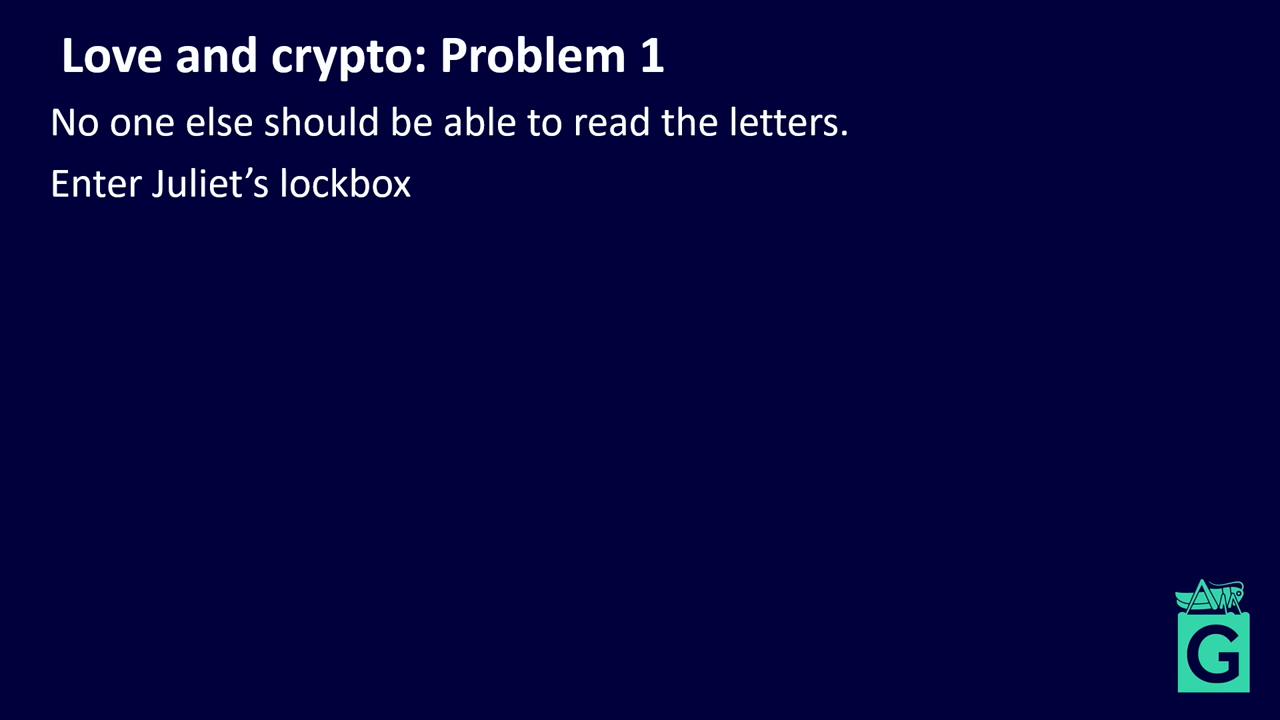 Love and crypto: Problem 1
No one else should be able to read the letters.
Enter Juliet’s lockbox
G